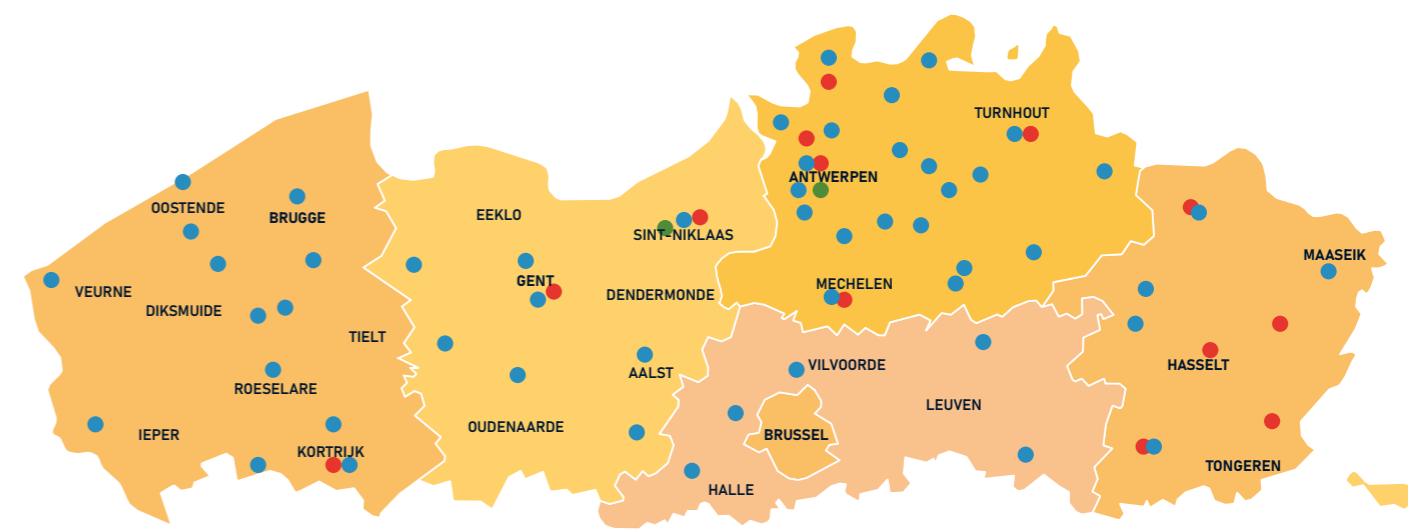 TURNHOUT
ANTWERPEN
OOSTENDE
BRUGGE
EEKLO
SINT-NIKLAAS
MAASEIK
VEURNE
GENT
MECHELEN
DENDERMONDE
DIKSMUIDE
TIELT
VILVOORDE
HASSELT
AALST
ROESELARE
LEUVEN
IEPER
OUDENAARDE
BRUSSEL
KORTRIJK
TONGEREN
HALLE